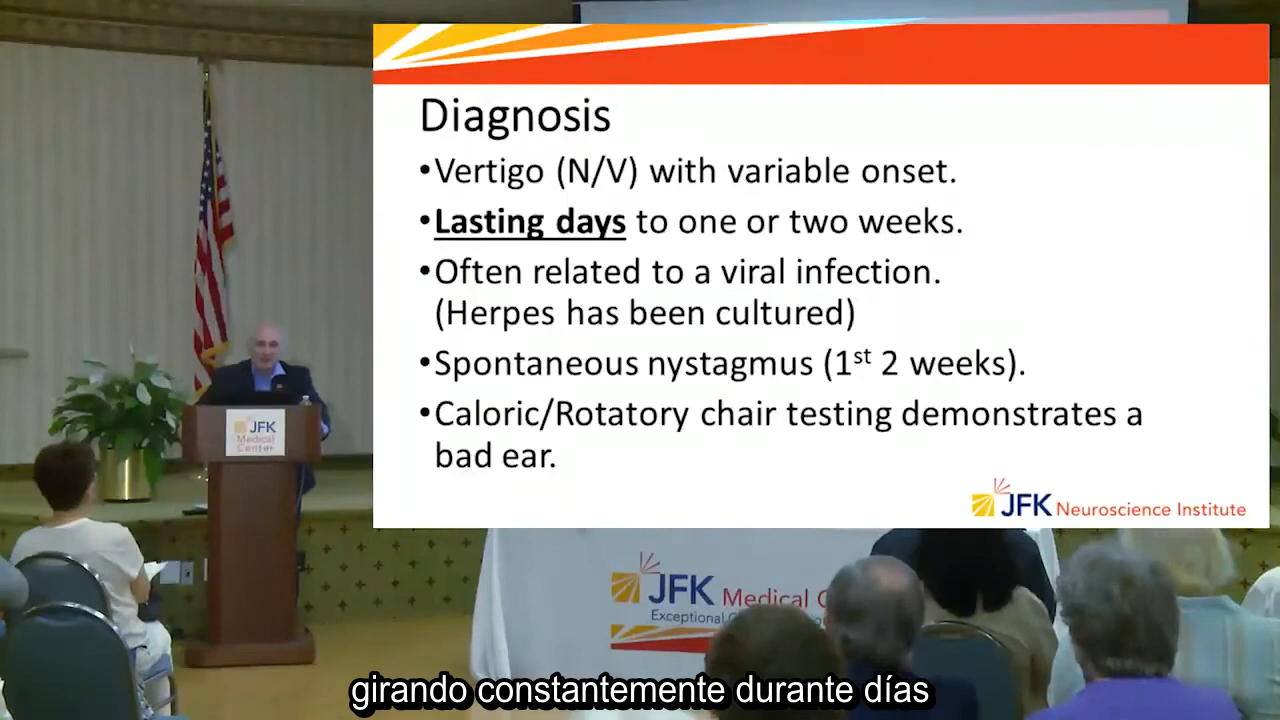 Diagnosis
•Vertigo (N/V) with variable onset.
•Lasting days to one or two weeks.
•Often related to a viral infection.
(Herpes has been cultured)
•Spontaneous nystagmus (1st 2 weeks).
•Caloric/Rotatory chair testing demonstrates a
bad ear.
JFK Neuroscience Institute
JFK
Medical
Center
JFK Medical
Exceptional
girando constantemente durante días